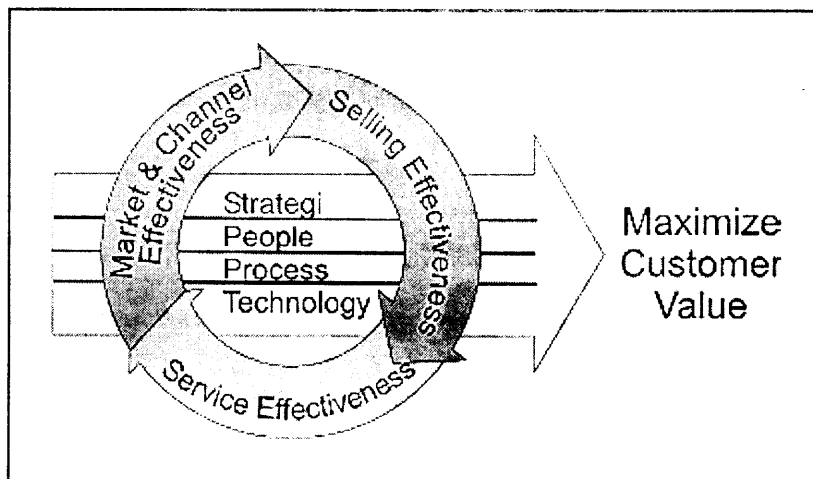 Market & Channel
Effectiveness
Selling Effectiveness
Strategi
People
Process
Technology
Service Effectiveness
Maximize
Customer
Value